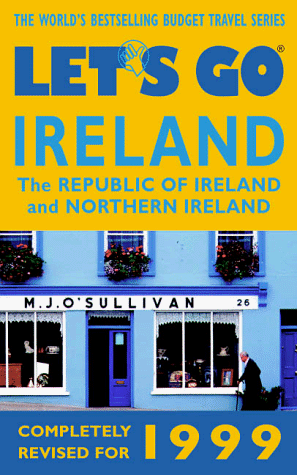 THE WORLD'S BESTSELLING BUDGET TRAVEL SERIES
LET'S GO®
IRELAND
The REPUBLIC OF IRELAND
and NORTHERN IRELAND
M.J.O'SULLIVAN 26
COMPLETELY
REVISED FOR 1999